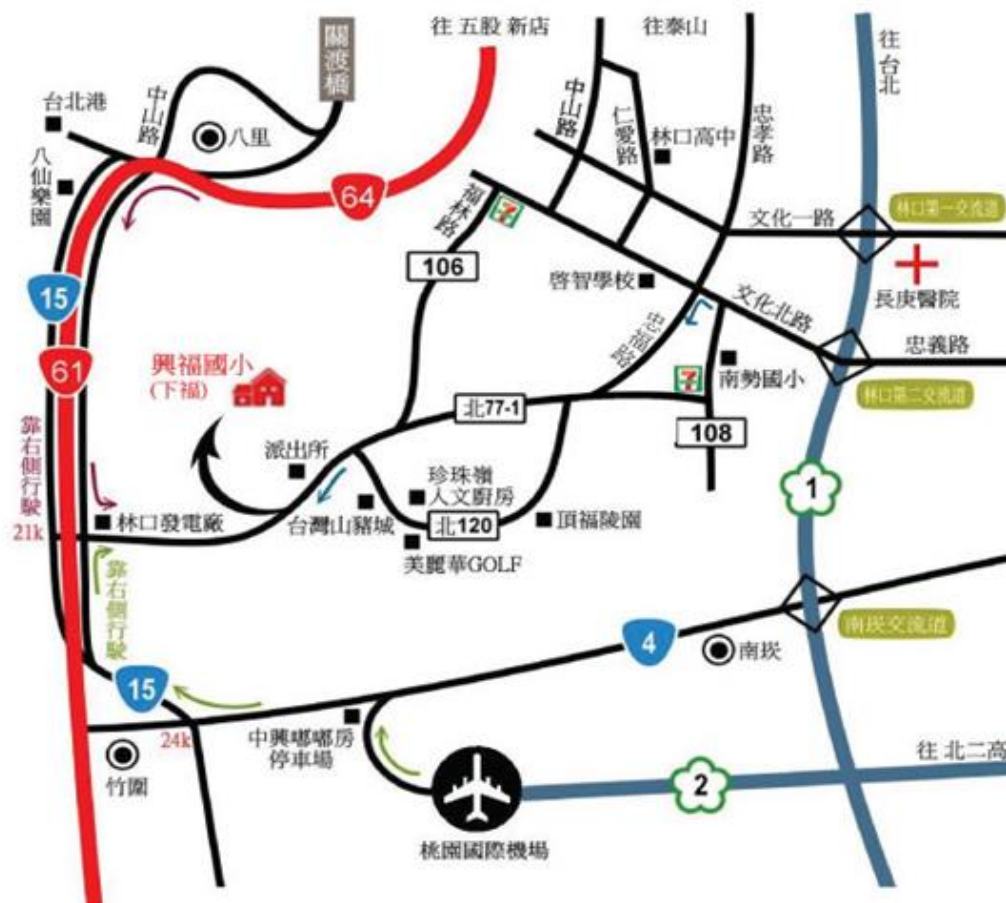 往 五股 新店
往泰山
往台北
關渡橋
台北港
中山路
八里
八仙樂園
64
中山路
仁愛路
林口高中
忠孝路
福林路
文化一路
林口第一交流道
長庚醫院
106
啓智學校
文化北路
忠義路
15
忠福路
南勢國小
林口第二交流道
61
興福國小
(下福)
北77-1
108
靠右側行駛
派出所
珍珠嶺
人文廚房
1
21k
林口發電廠
台灣山豬城
北120
頂福陵園
美麗華GOLF
靠右側行駛
南崁交流道
4
南崁
15
24k
中興嘟嘟房
停車場
竹圍
2
往 北二高
桃園國際機場